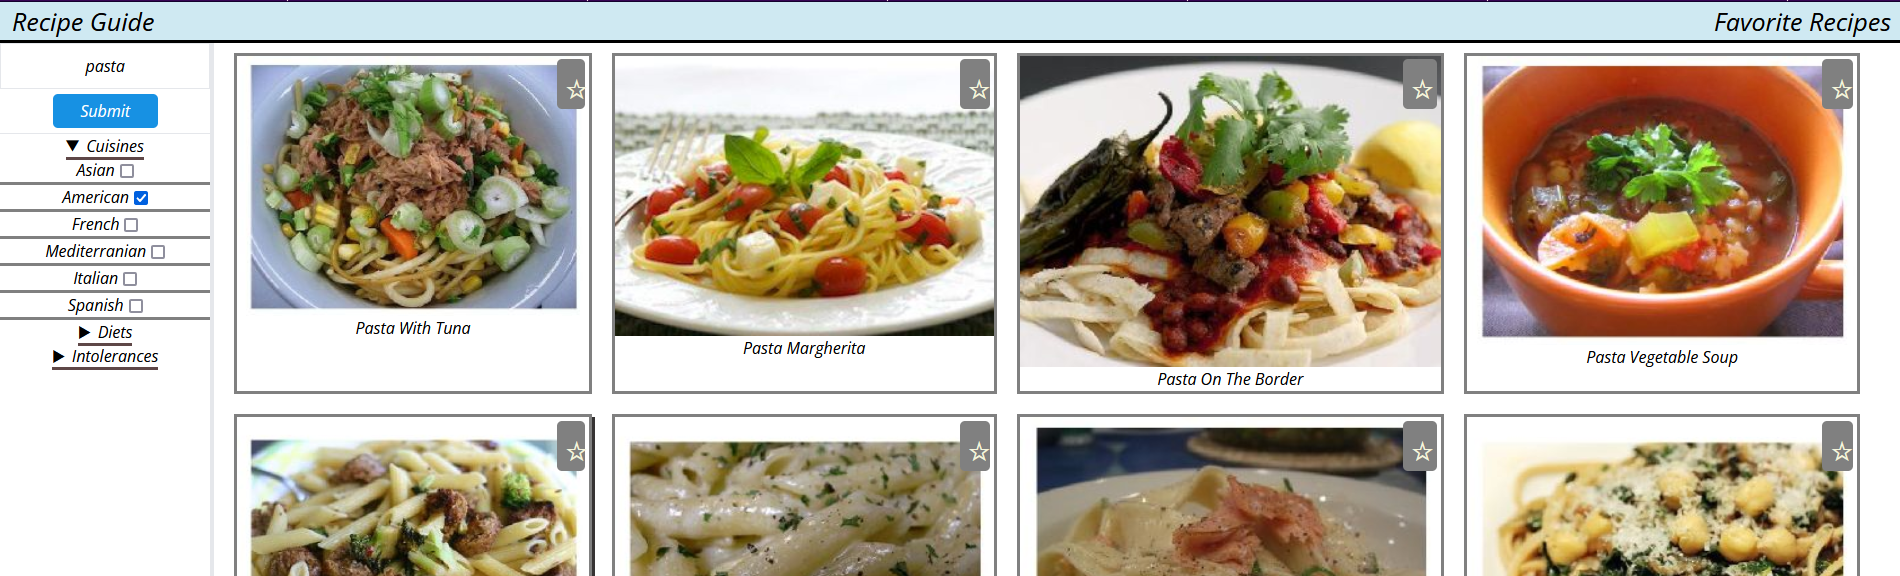 Recipe Guide
Favorite Recipes
pasta
Submit
▼ Cuisines
Asian
American
French
Mediterranian
Italian
Spanish
▶ Diets
▶ Intolerances
Pasta With Tuna
Pasta Margherita
Pasta On The Border
Pasta Vegetable Soup